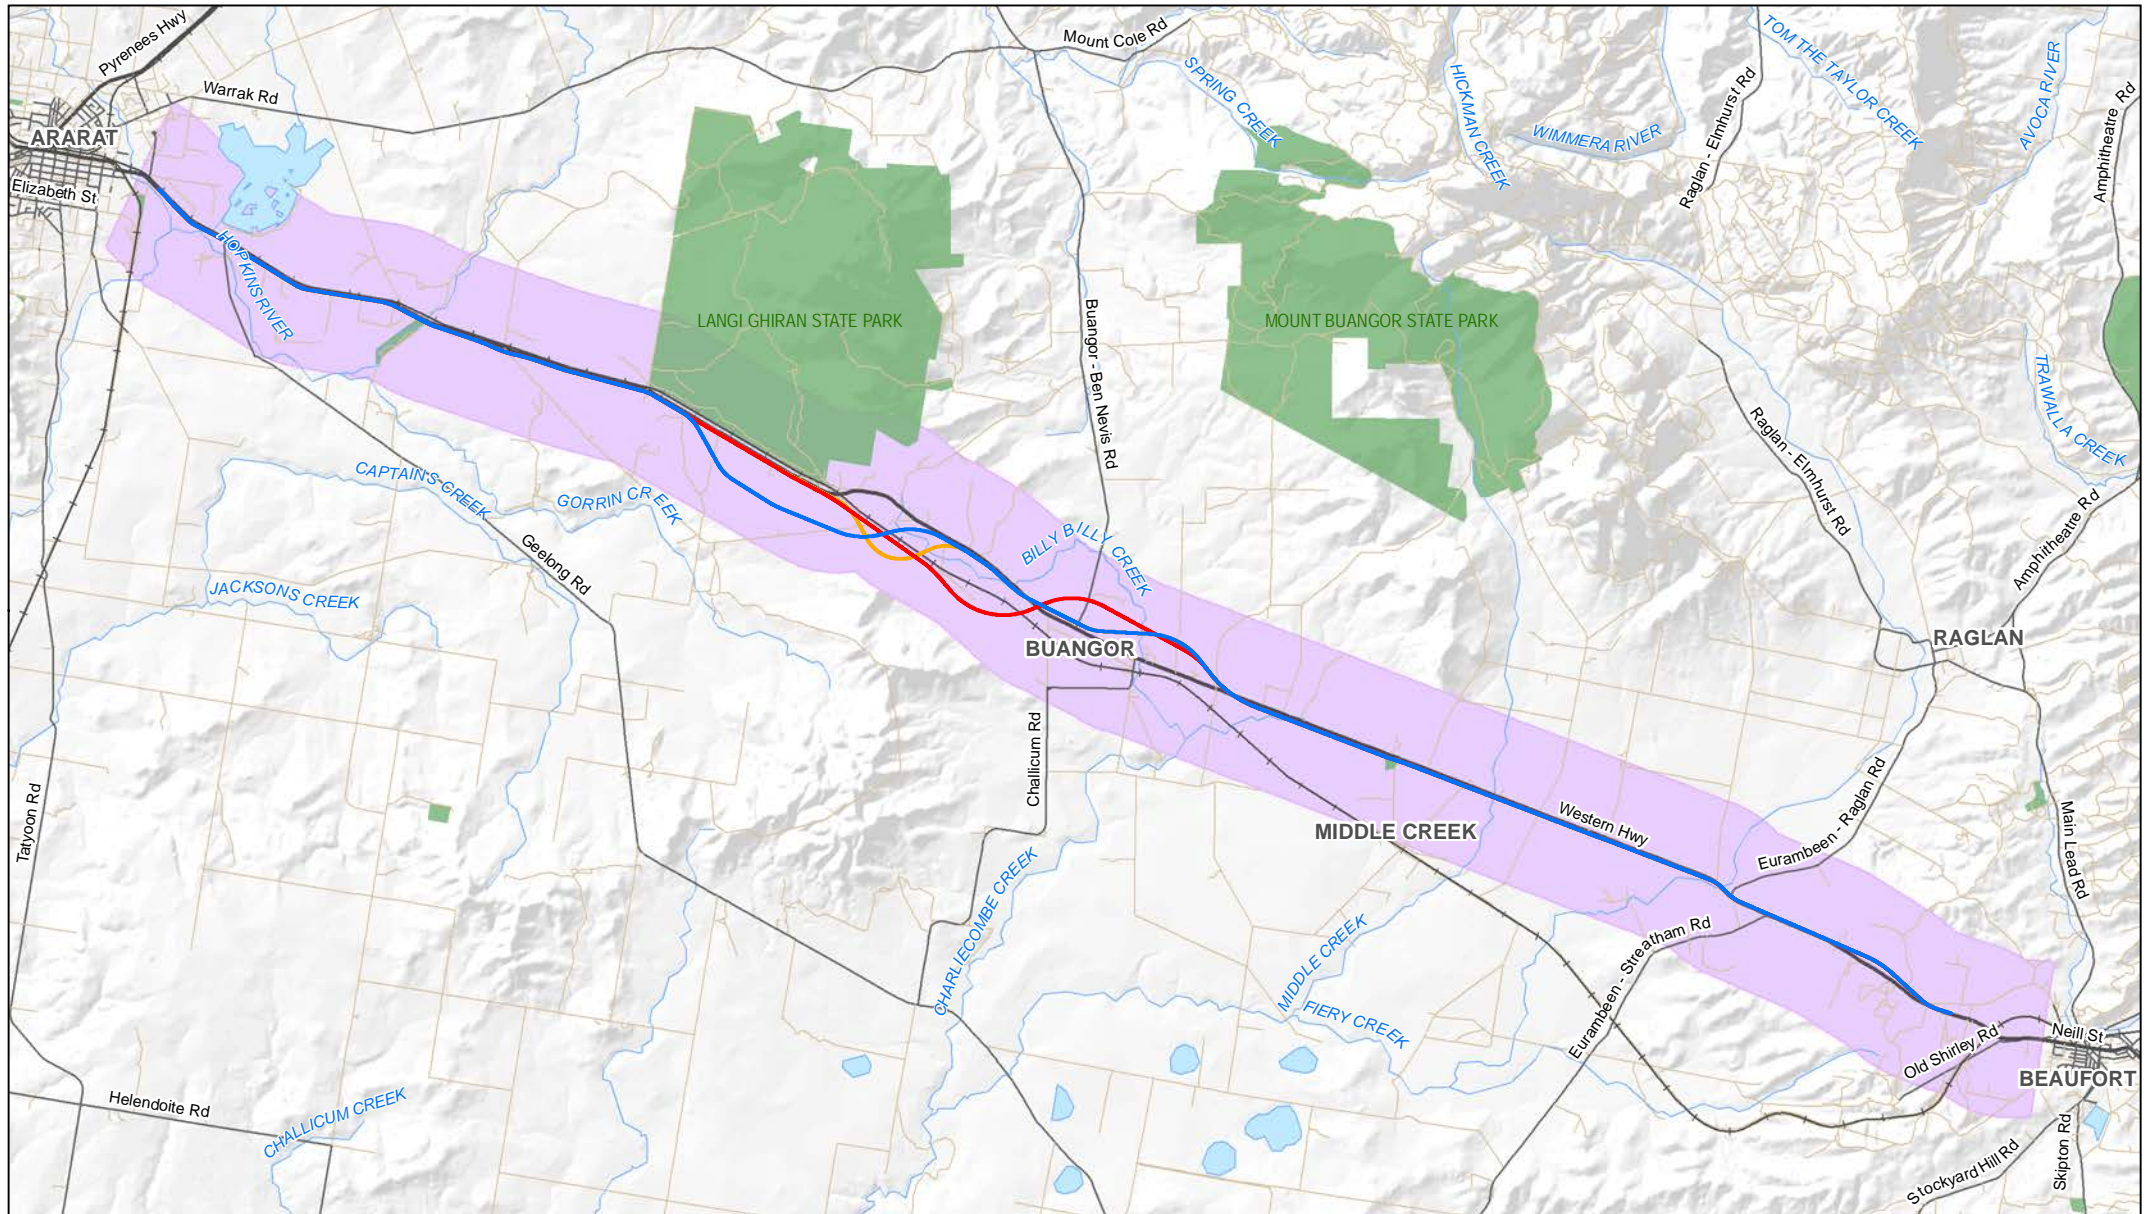 Pyrenees Hwy
Mount Cole Rd
TOM THE TAYLOR CREEK
AVOCA RIVER
SPRING CREEK
HICKMAN CREEK
WIMMERA RIVER
Raglan - Elmhurst Rd
Amphitheatre Rd
Warrak Rd
ARARAT
Elizabeth St
HOPKINS RIVER
LANGI GHIRAN STATE PARK
Buangor - Ben Nevis Rd
MOUNT BUANGOR STATE PARK
TRAWALLA CREEK
Raglan - Elmhurst Rd
CAPTAINS CREEK
GORRIN CREEK
Geelong Rd
BILLY BILLY CREEK
Amphitheatre Rd
JACKSONS CREEK
BUANGOR
RAGLAN
Challicum Rd
Tatyoon Rd
Western Hwy
MIDDLE CREEK
Eurambeen - Raglan Rd
Main Lead Rd
CHARLIECOMBE CREEK
MIDDLE CREEK
Eurambeen - Streatham Rd
FIERY CREEK
Old Shirley Rd
Neill St
BEAUFORT
Helendoite Rd
CHALLICUM CREEK
Stockyard Hill Rd
Skipton Rd